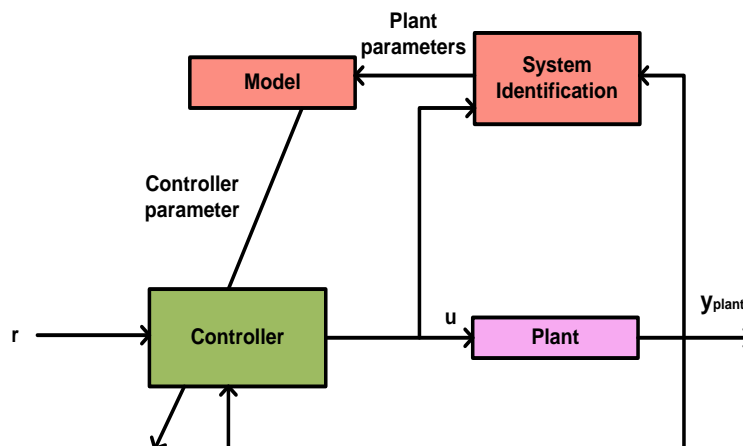 Plant
parameters
System
Identification
Model
Controller
parameter
r
Controller
u
Plant
yplant